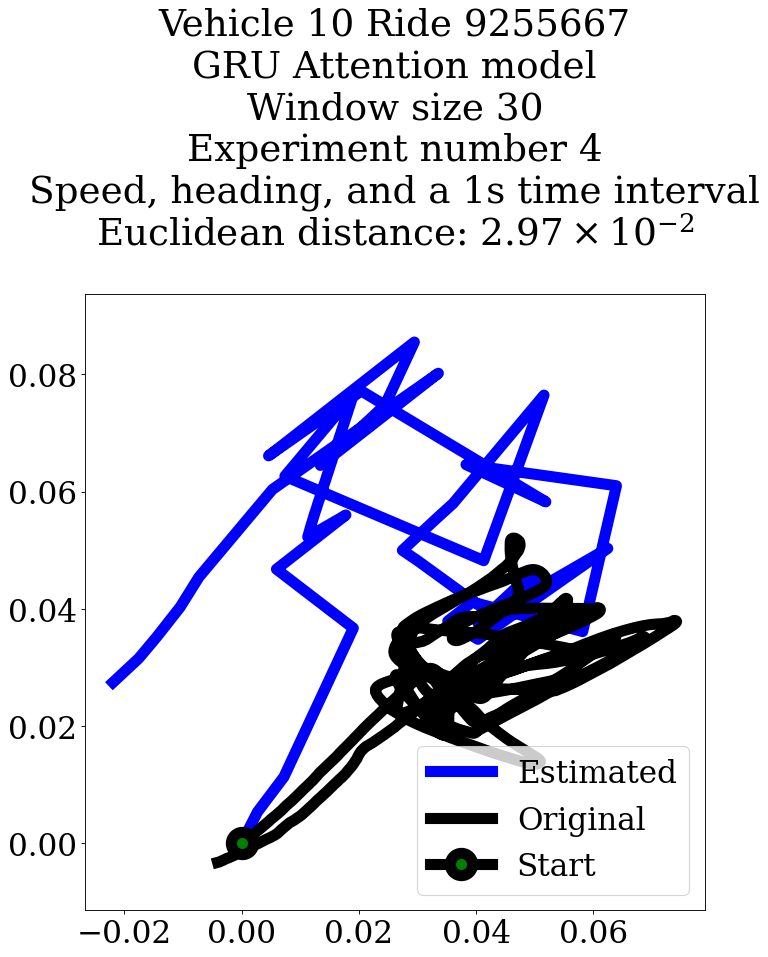 Vehicle 10 Ride 9255667
GRU Attention model
Window size 30
Experiment number 4
Speed, heading, and a 1s time interval
Euclidean distance: 2.97 × 10⁻²
0.08
0.06
0.04
0.02
0.00
Estimated
Original
Start
−0.02 0.00 0.02 0.04 0.06